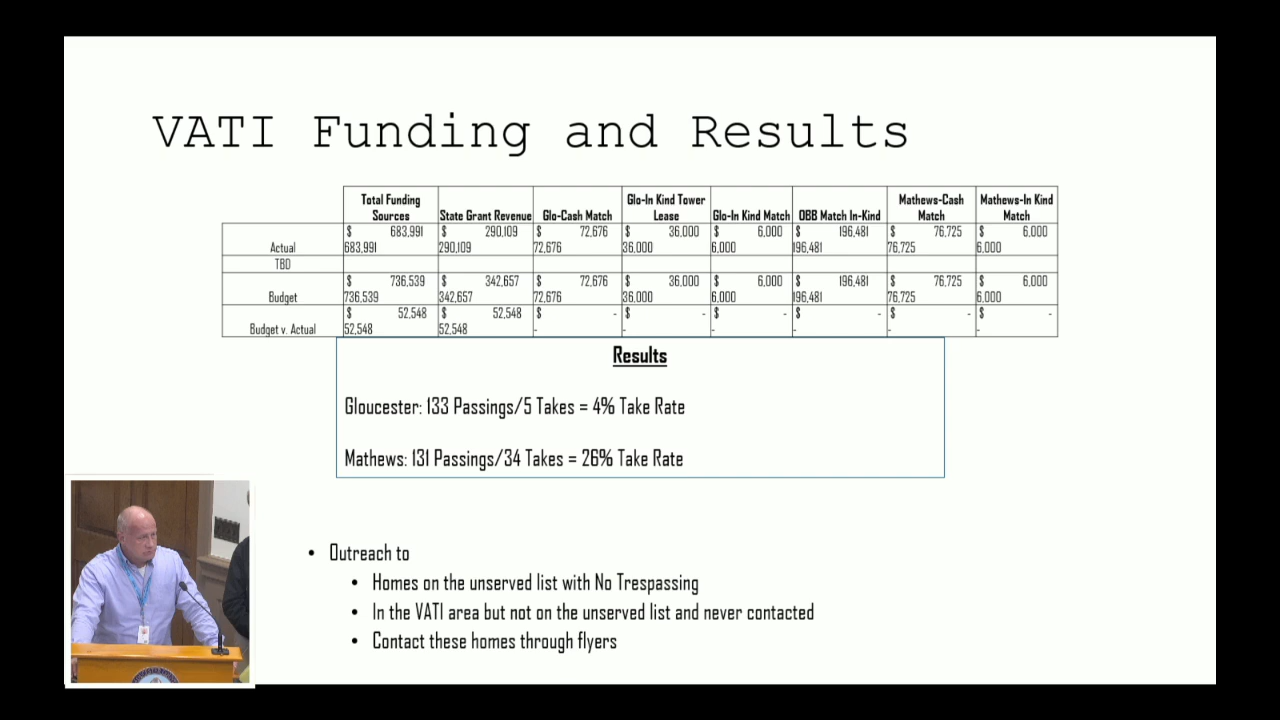 VATI Funding and Results
Total Funding Sources State Grant Revenue Glo-Cash Match Glo-In Kind Tower Lease Glo-In Kind Match OBB Match In-Kind Mathews-Cash Match Mathews-In Kind Match
$ 683,991 $ 290,109 $ 72,676 $ 36,000 $ 6,000 $ 196,481 $ 76,725 $ 6,000
Actual 683,991 290,109 72,676 36,000 6,000 196,481 76,725 6,000
TBD
$ 736,539 $ 342,657 $ 72,676 $ 36,000 $ 6,000 $ 196,481 $ 76,725 $ 6,000
Budget 736,539 342,657 72,676 36,000 6,000 196,481 76,725 6,000
$ 52,548 $ 52,548 $ - $ - $ - $ - $ - $ -
Budget v. Actual 52,548 52,548 - - - - - -
Results
Gloucester: 133 Passings/5 Takes = 4% Take Rate
Mathews: 131 Passings/34 Takes = 26% Take Rate
• Outreach to
• Homes on the unserved list with No Trespassing
• In the VATI area but not on the unserved list and never contacted
• Contact these homes through flyers